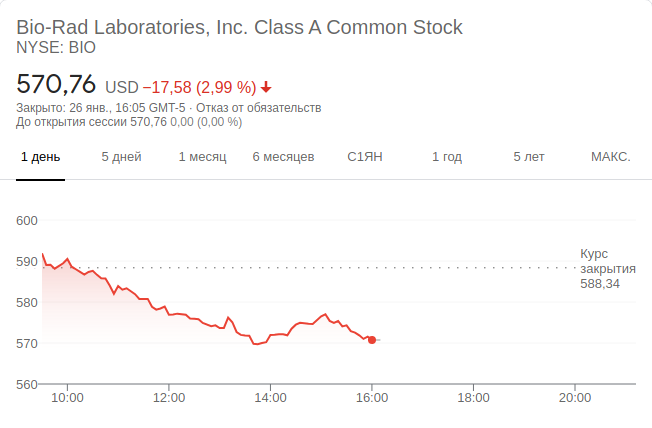 Bio-Rad Laboratories, Inc. Class A Common Stock
NYSE: BIO
570,76 USD −17,58 (2,99 %)
Закрыто: 26 янв., 16:05 GMT-5 · Отказ от обязательств
До открытия сессии 570,76 0,00 (0,00 %)
1 день 5 дней 1 месяц 6 месяцев С1ЯН 1 год 5 лет МАКС.
600
590
580
570
560
Курс
закрытия
588,34
10:00 12:00 14:00 16:00 18:00 20:00